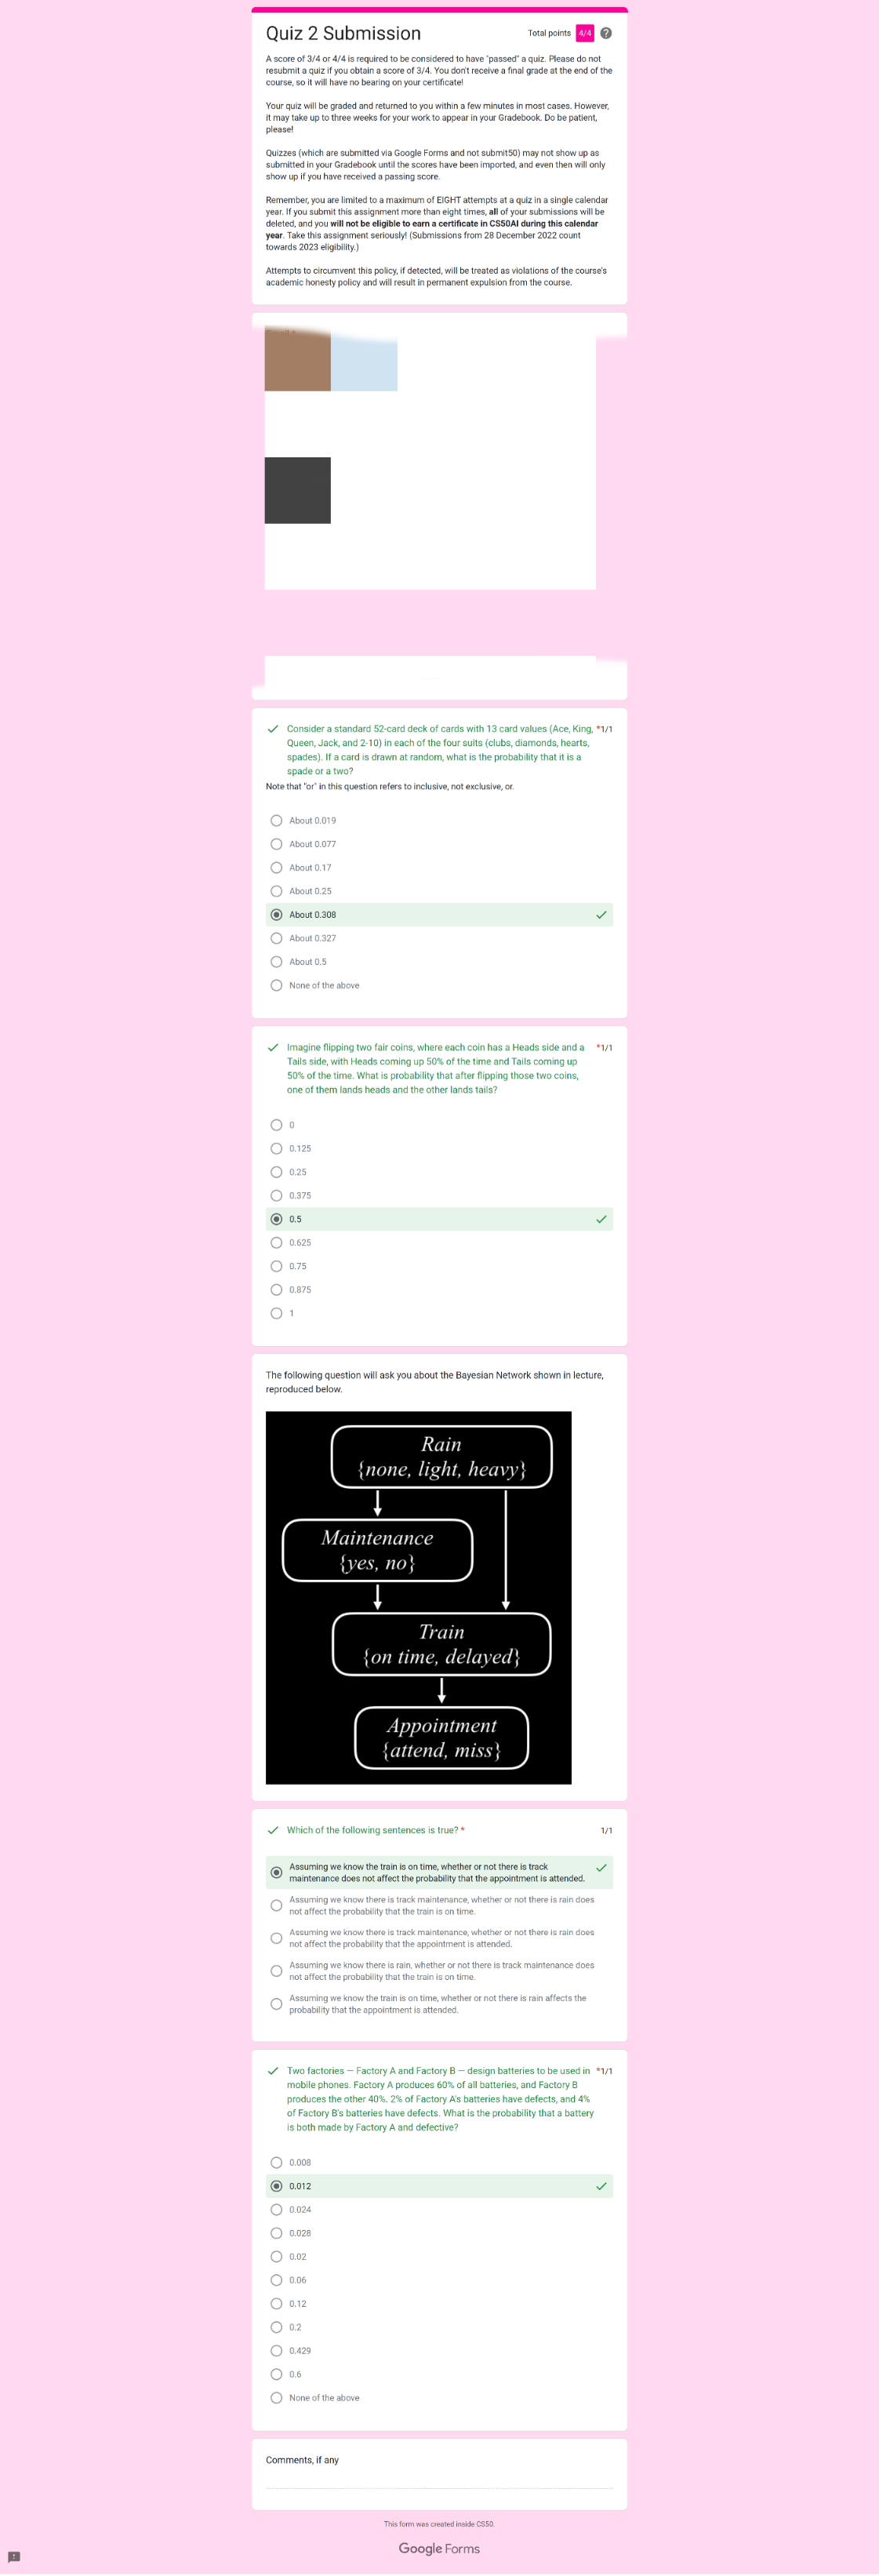 Quiz 2 Submission
Total points 4/4
A score of 3/4 or 4/4 is required to be considered to have "passed" a quiz. Please do not
resubmit a quiz if you obtain a score of 3/4. You don't receive a final grade at the end of the
course, so it will have no bearing on your certificate!
Your quiz will be graded and returned to you within a few minutes in most cases. However,
it may take up to three weeks for your work to appear in your Gradebook. Do be patient,
please!
Quizzes (which are submitted via Google Forms and not submit50) may not show up as
submitted in your Gradebook until the scores have been imported, and even then will only
show up if you have received a passing score.
Remember, you are limited to a maximum of EIGHT attempts at a quiz in a single calendar
year. If you submit this assignment more than eight times, all of your submissions will be
deleted, and you will not be eligible to earn a certificate in CS50AI during this calendar
year. Take this assignment seriously! (Submissions from 28 December 2022 count
towards 2023 eligibility.)
Attempts to circumvent this policy, if detected, will be treated as violations of the course's
academic honesty policy and will result in permanent expulsion from the course.
Consider a standard 52-card deck of cards with 13 card values (Ace, King, *1/1
Queen, Jack, and 2-10) in each of the four suits (clubs, diamonds, hearts,
spades). If a card is drawn at random, what is the probability that it is a
spade or a two?
Note that "or" in this question refers to inclusive, not exclusive, or.
About 0.019
About 0.077
About 0.17
About 0.25
About 0.308
About 0.327
About 0.5
None of the above
Imagine flipping two fair coins, where each coin has a Heads side and a *1/1
Tails side, with Heads coming up 50% of the time and Tails coming up
50% of the time. What is probability that after flipping those two coins,
one of them lands heads and the other lands tails?
0
0.125
0.25
0.375
0.5
0.625
0.75
0.875
1
The following question will ask you about the Bayesian Network shown in lecture,
reproduced below.
Rain
{none, light, heavy}
Maintenance
{yes, no}
Train
{on time, delayed}
Appointment
{attend, miss}
Which of the following sentences is true? * 1/1
Assuming we know the train is on time, whether or not there is track
maintenance does not affect the probability that the appointment is attended.
Assuming we know there is track maintenance, whether or not there is rain does
not affect the probability that the train is on time.
Assuming we know there is track maintenance, whether or not there is rain does
not affect the probability that the appointment is attended.
Assuming we know there is rain, whether or not there is track maintenance does
not affect the probability that the train is on time.
Assuming we know the train is on time, whether or not there is rain affects the
probability that the appointment is attended.
Two factories — Factory A and Factory B — design batteries to be used in *1/1
mobile phones. Factory A produces 60% of all batteries, and Factory B
produces the other 40%. 2% of Factory A's batteries have defects, and 4%
of Factory B's batteries have defects. What is the probability that a battery
is both made by Factory A and defective?
0.008
0.012
0.024
0.028
0.02
0.06
0.12
0.2
0.429
0.6
None of the above
Comments, if any
This form was created inside CS50.
Google Forms